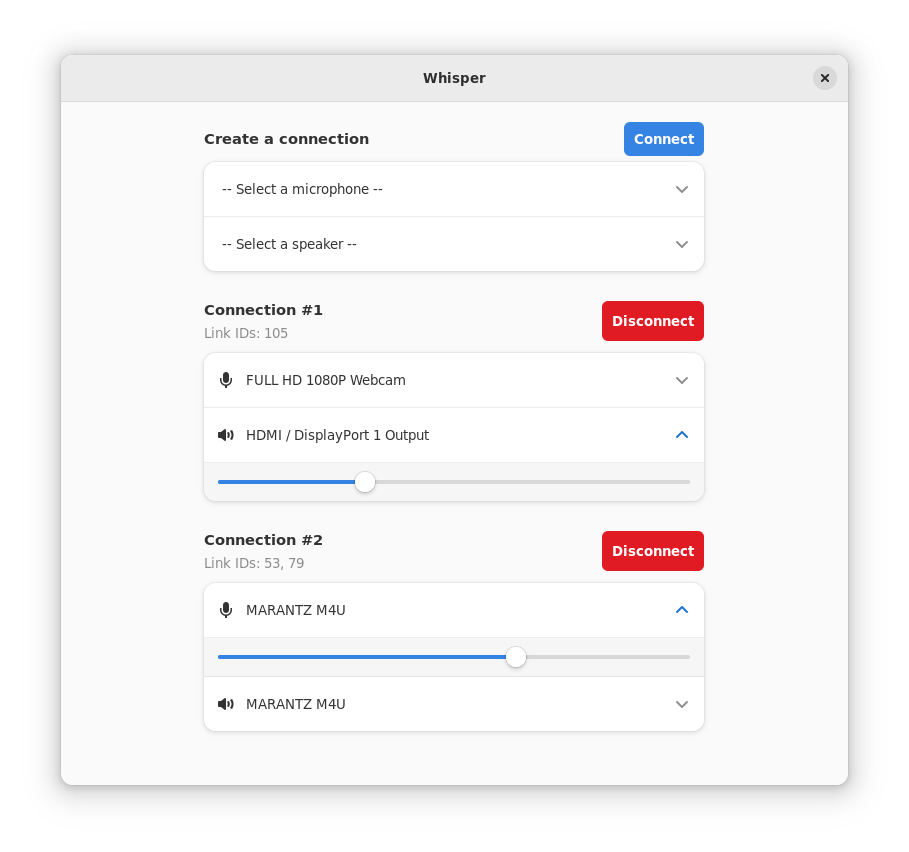 Whisper
Create a connection
Connect
-- Select a microphone --
-- Select a speaker --
Connection #1
Disconnect
Link IDs: 105
FULL HD 1080P Webcam
HDMI / DisplayPort 1 Output
Connection #2
Disconnect
Link IDs: 53, 79
MARANTZ M4U
MARANTZ M4U